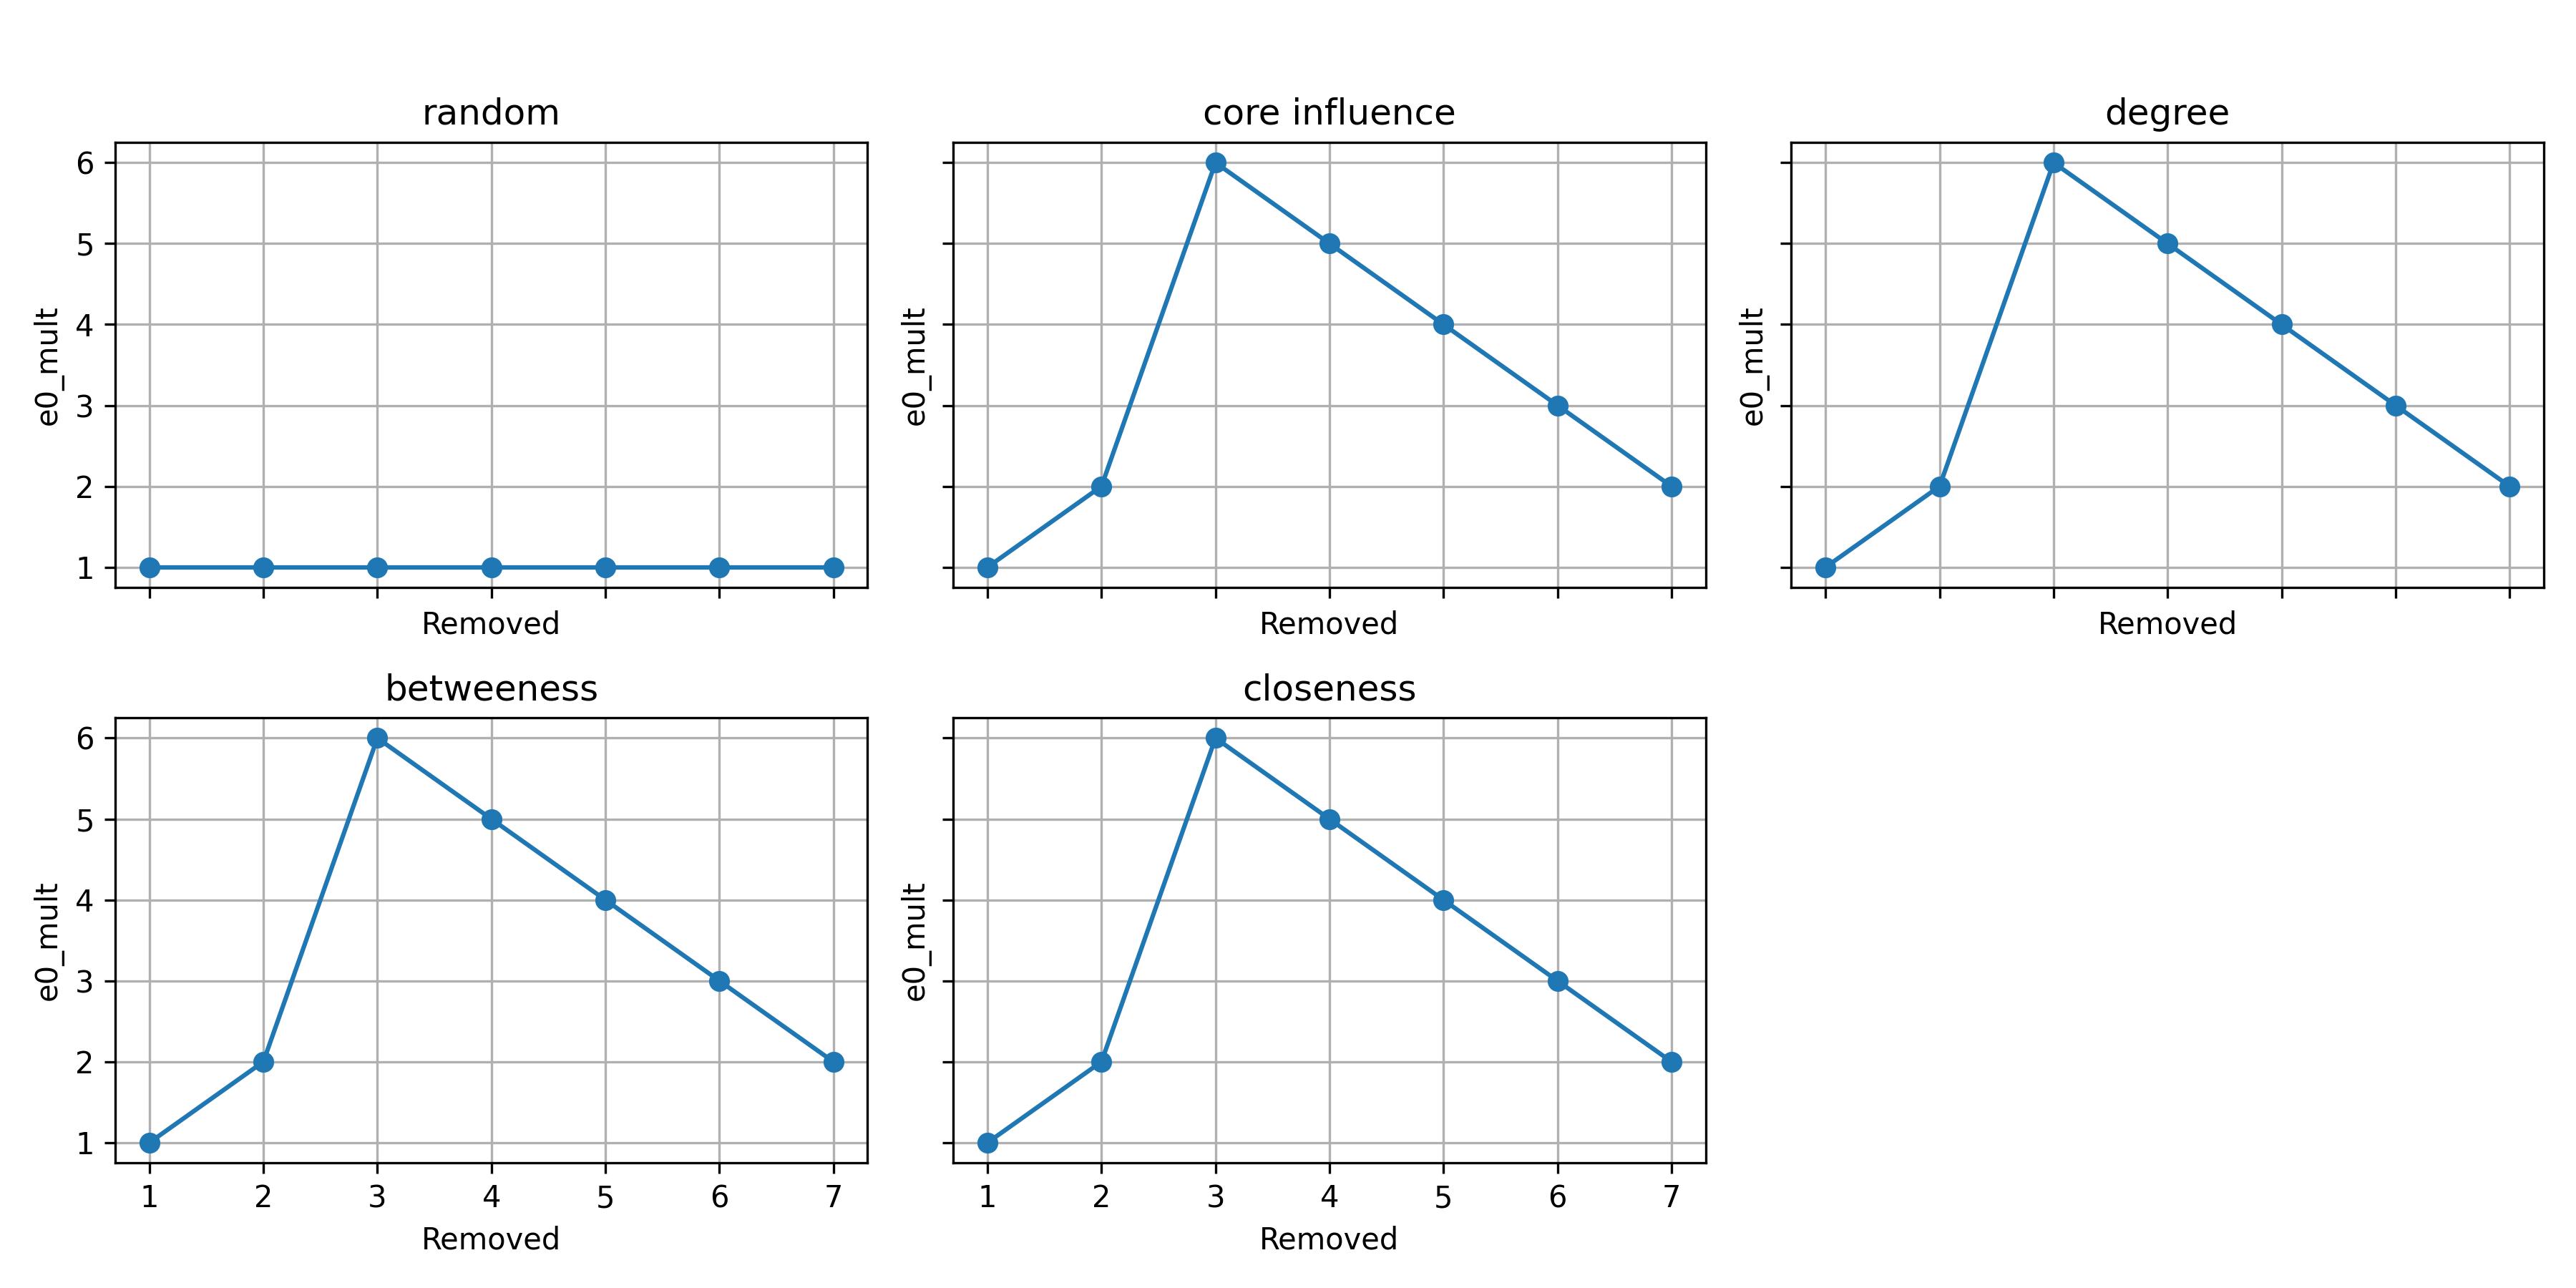 random
core influence
degree
6
5
4
3
2
1
e0_mult
e0_mult
e0_mult
Removed
Removed
Removed
betweeness
closeness
6
5
4
3
2
1
e0_mult
e0_mult
1 2 3 4 5 6 7
1 2 3 4 5 6 7
Removed
Removed